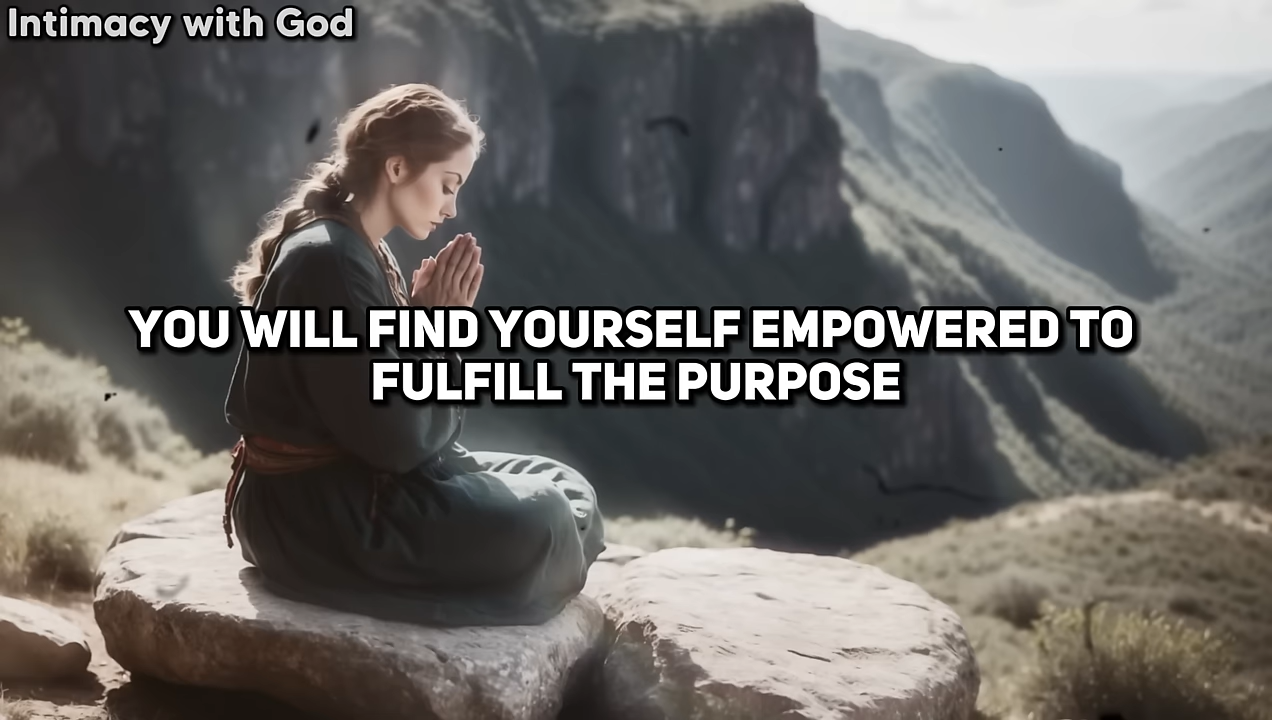 Intimacy with God
YOU WILL FIND YOURSELF EMPOWERED TO
FULFILL THE PURPOSE